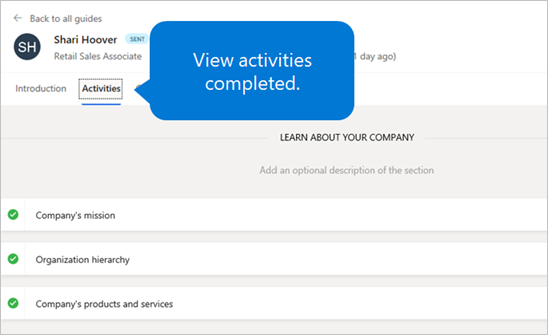 ← Back to all guides
SH
Shari Hoover SENT
Retail Sales Associate
1 day ago)
View activities
completed.
Introduction Activities
LEARN ABOUT YOUR COMPANY
Add an optional description of the section
Company's mission
Organization hierarchy
Company's products and services